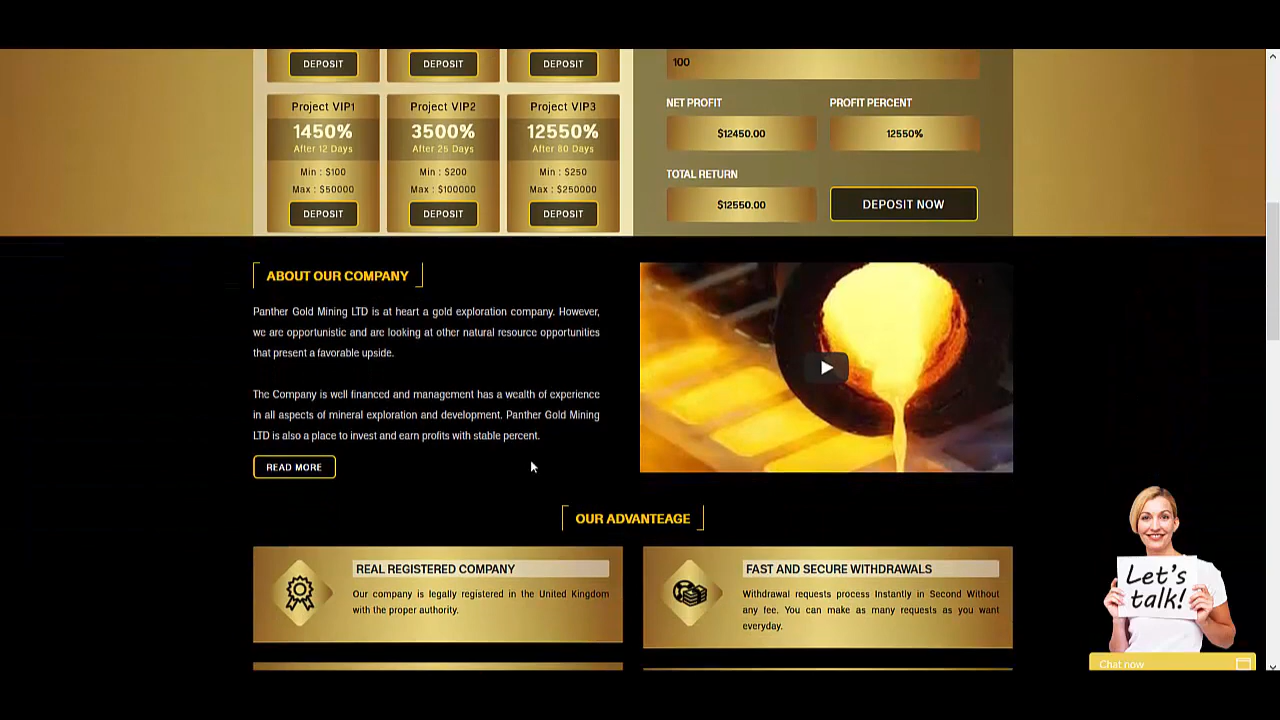 DEPOSIT
DEPOSIT
DEPOSIT
Project VIP1
1450%
After 12 Days
Min : $100
Max : $50000
DEPOSIT
Project VIP2
3500%
After 25 Days
Min : $200
Max : $100000
DEPOSIT
Project VIP3
12550%
After 80 Days
Min : $250
Max : $250000
DEPOSIT
100
NET PROFIT
$12450.00
PROFIT PERCENT
12550%
TOTAL RETURN
$12550.00
DEPOSIT NOW
ABOUT OUR COMPANY
Panther Gold Mining LTD is at heart a gold exploration company. However,
we are opportunistic and are looking at other natural resource opportunities
that present a favorable upside.
The Company is well financed and management has a wealth of experience
in all aspects of mineral exploration and development. Panther Gold Mining
LTD is also a place to invest and earn profits with stable percent.
READ MORE
OUR ADVANTEAGE
REAL REGISTERED COMPANY
Our company is legally registered in the United Kingdom
with the proper authority.
FAST AND SECURE WITHDRAWALS
Withdrawal requests process Instantly in Second Without
any fee. You can make as many requests as you want
everyday.
Let's
talk!
Chat now